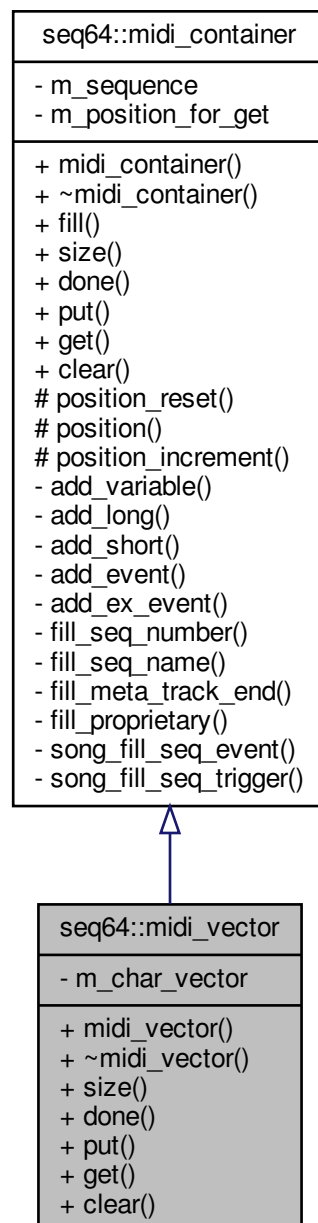 seq64::midi_container
- m_sequence
- m_position_for_get
+ midi_container()
+ ~midi_container()
+ fill()
+ size()
+ done()
+ put()
+ get()
+ clear()
# position_reset()
# position()
# position_increment()
- add_variable()
- add_long()
- add_short()
- add_event()
- add_ex_event()
- fill_seq_number()
- fill_seq_name()
- fill_meta_track_end()
- fill_proprietary()
- song_fill_seq_event()
- song_fill_seq_trigger()
seq64::midi_vector
- m_char_vector
+ midi_vector()
+ ~midi_vector()
+ size()
+ done()
+ put()
+ get()
+ clear()